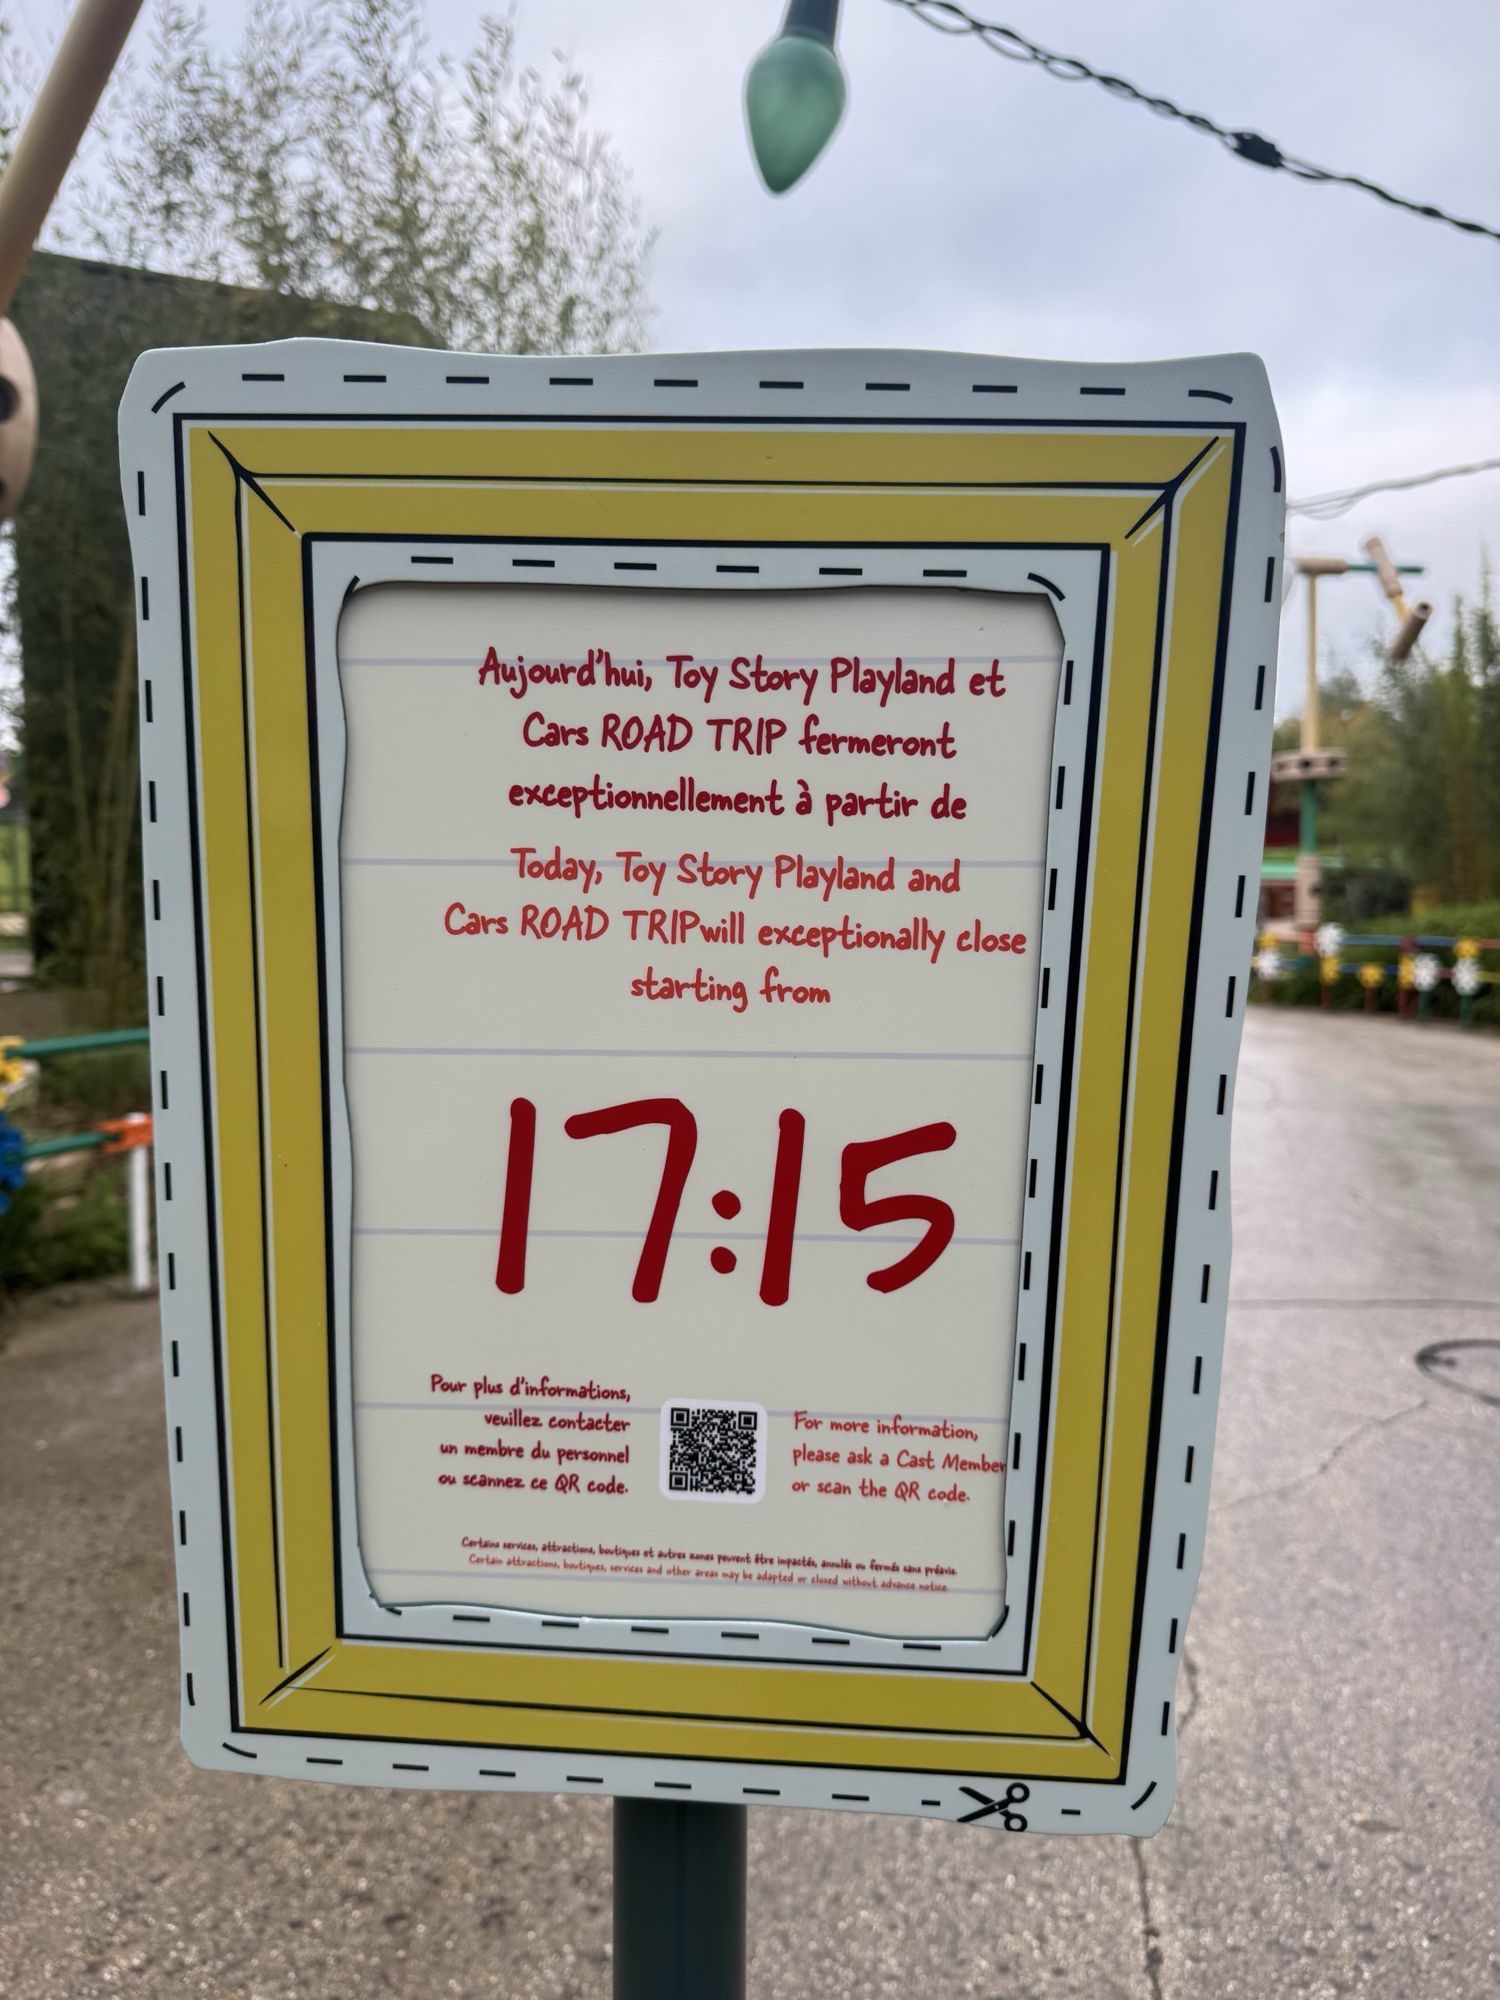 Aujourd'hui, Toy Story Playland et
Cars ROAD TRIP fermeront
exceptionnellement à partir de
Today, Toy Story Playland and
Cars ROAD TRIPwill exceptionally close
starting from
17:15
Pour plus d'informations,
veuillez contacter
un membre du personnel
ou scannez ce QR code.
For more information,
please ask a Cast Member
or scan the QR code.
Certains services, attractions, boutiques et autres zones peuvent être impactés, annulés ou fermés sans préavis.
Certain attractions, boutiques, services and other areas may be adapted or closed without advance notice.